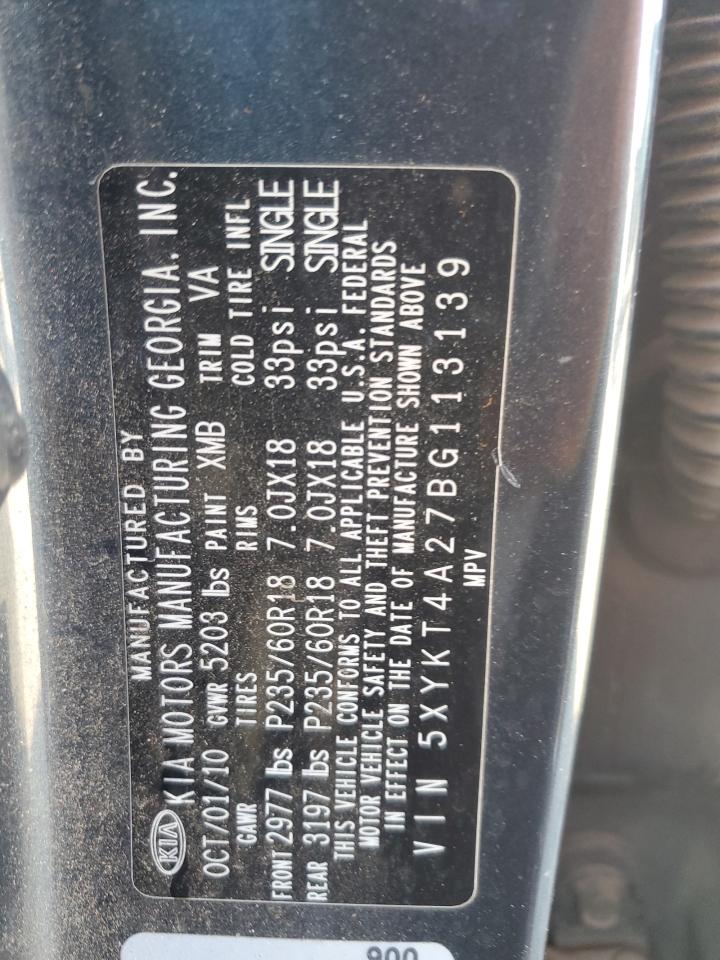 MANUFACTURED BY
KIA KIA MOTORS MANUFACTURING GEORGIA. INC.
OCT/01/10 GVWR 5203 lbs PAINT XMB TRIM VA
GAWR TIRES RIMS COLD TIRE INFL
FRONT 2977 lbs P235/60R18 7.0JX18 33psi SINGLE
REAR 3197 lbs P235/60R18 7.0JX18 33psi SINGLE
THIS VEHICLE CONFORMS TO ALL APPLICABLE U.S.A. FEDERAL
MOTOR VEHICLE SAFETY AND THEFT PREVENTION STANDARDS
IN EFFECT ON THE DATE OF MANUFACTURE SHOWN ABOVE
VIN 5XYKT4A27BG113139
MPV